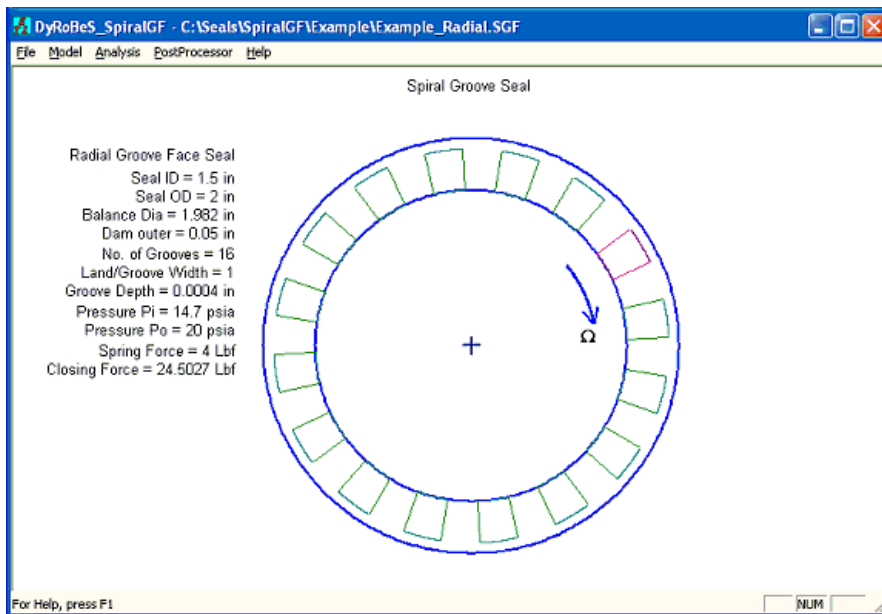 DyRoBeS_SpiralGF - C:\Seals\SpiralGF\Example\Example_Radial.SGF
File Model Analysis PostProcessor Help
Spiral Groove Seal
Radial Groove Face Seal
Seal ID = 1.5 in
Seal OD = 2 in
Balance Dia = 1.982 in
Dam outer = 0.05 in
No. of Grooves = 16
Land/Groove Width = 1
Groove Depth = 0.0004 in
Pressure Pi = 14.7 psia
Pressure Po = 20 psia
Spring Force = 4 Lbf
Closing Force = 24.5027 Lbf
Ω
For Help, press F1
NUM